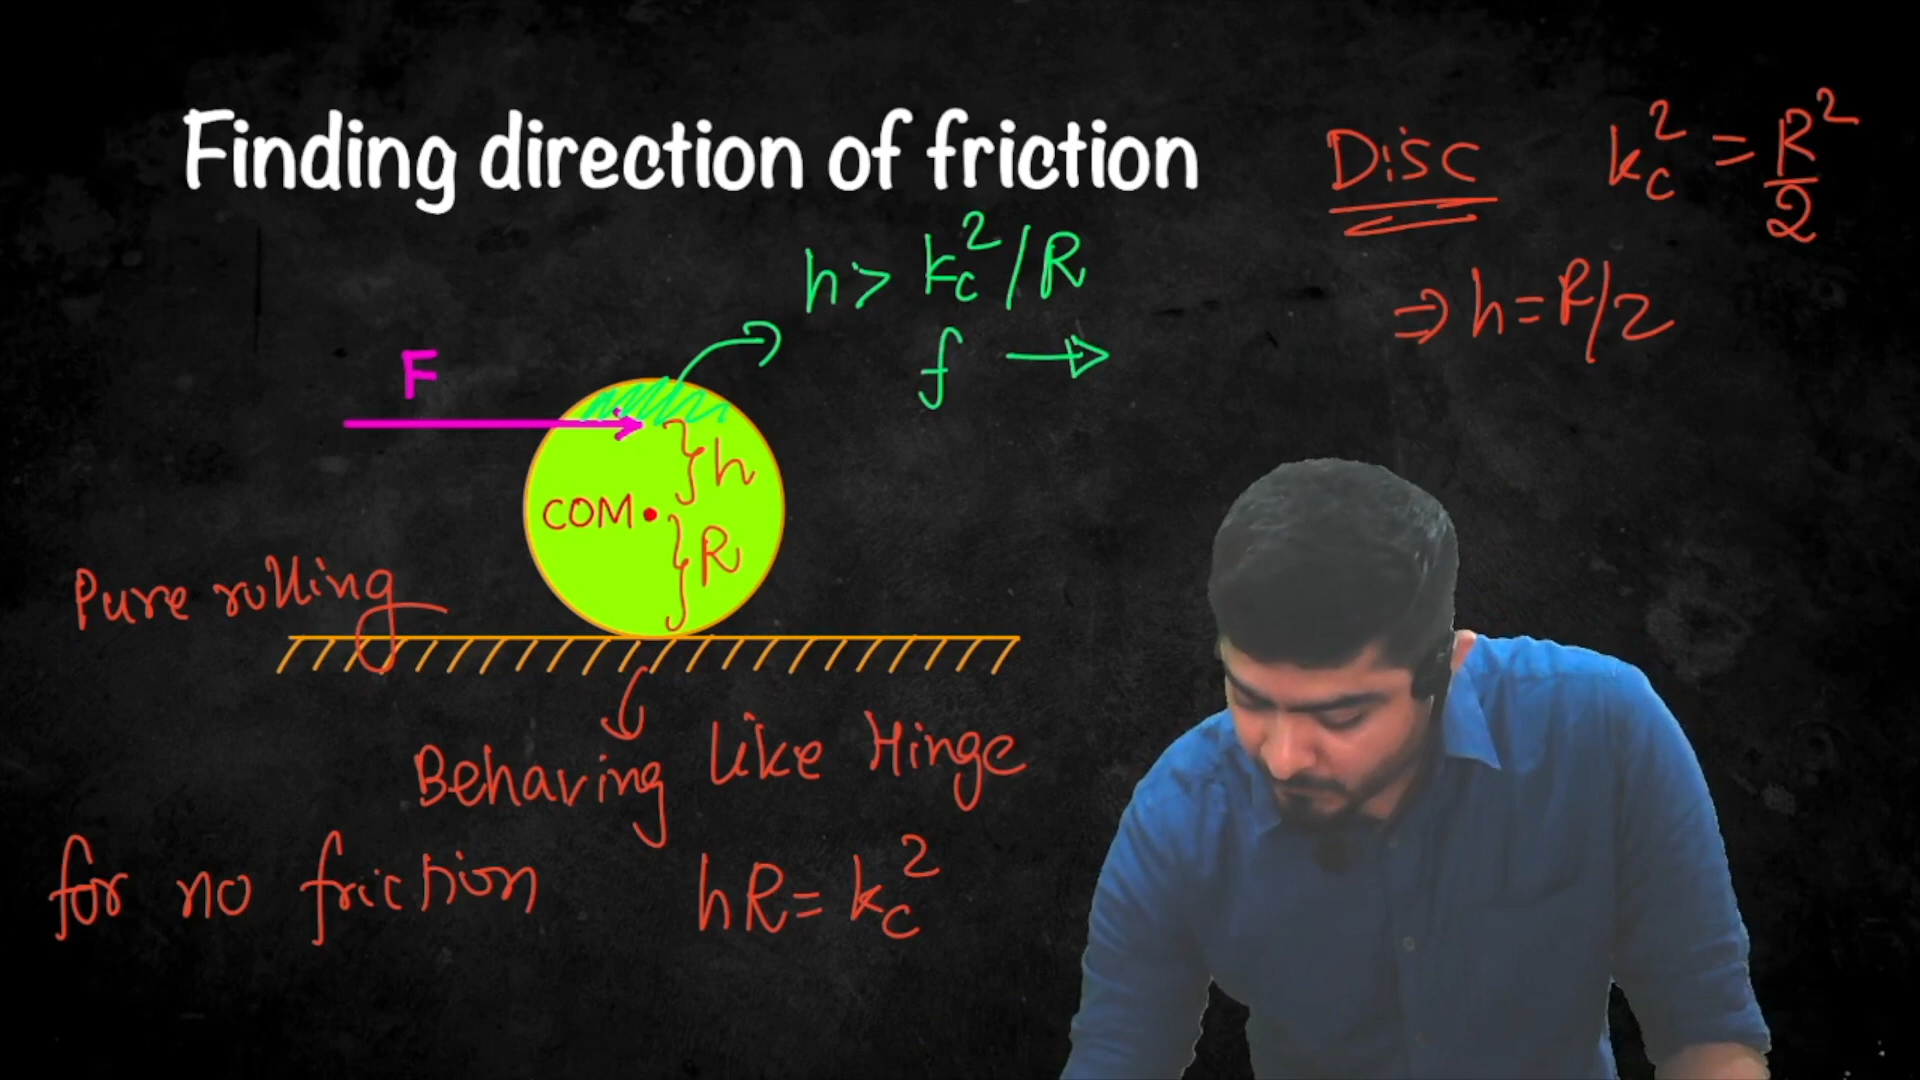 Finding direction of friction
Disc k_c^2 = R^2/2
⇒ h = R/2
h > k_c^2/R
f →
F
h
COM
R
Pure rolling
Behaving like Hinge
for no friction hR = k_c^2